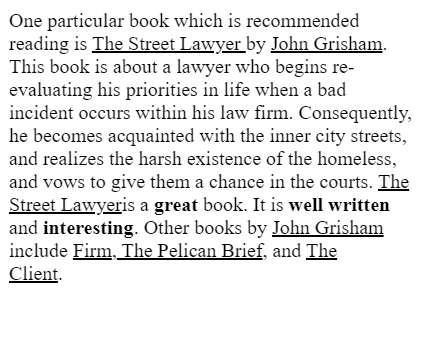 One particular book which is recommended
reading is The Street Lawyer by John Grisham.
This book is about a lawyer who begins re-
evaluating his priorities in life when a bad
incident occurs within his law firm. Consequently,
he becomes acquainted with the inner city streets,
and realizes the harsh existence of the homeless,
and vows to give them a chance in the courts. The
Street Lawyeris a great book. It is well written
and interesting. Other books by John Grisham
include Firm, The Pelican Brief, and The
Client.